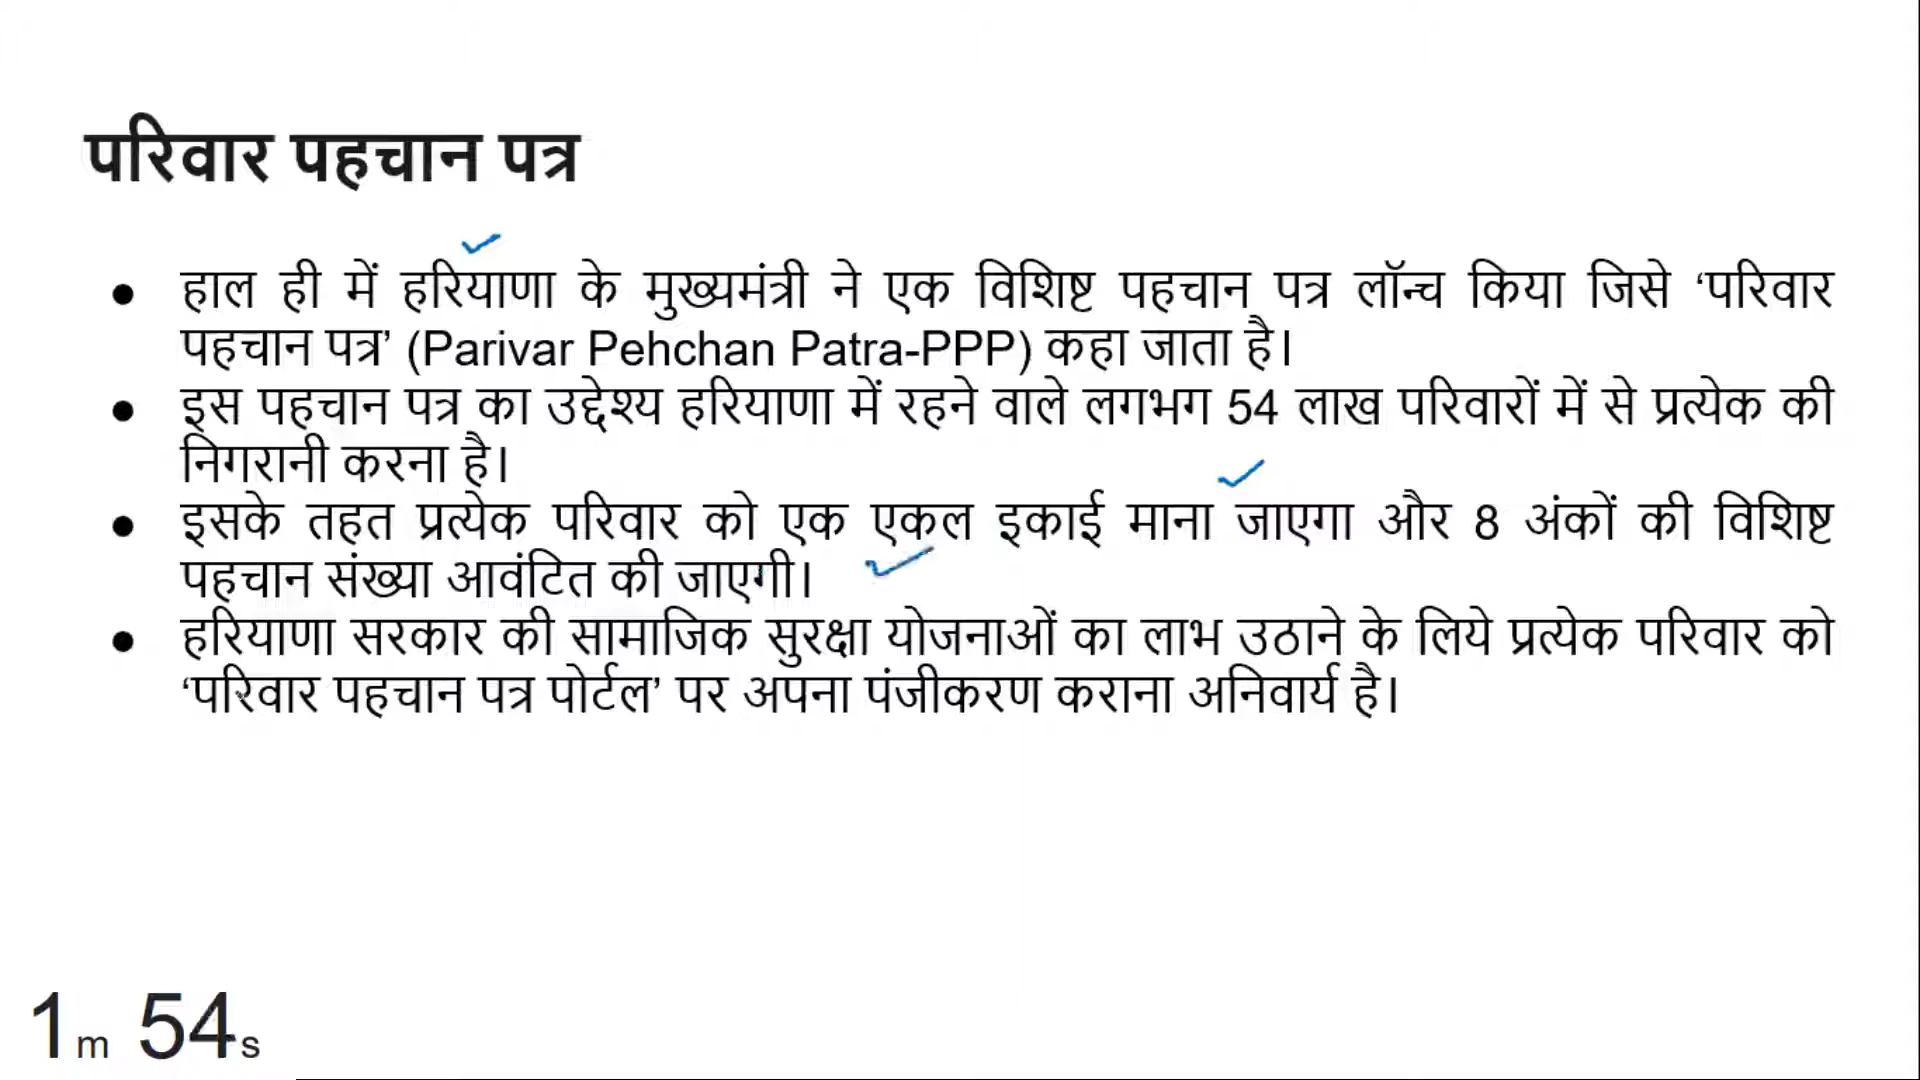 परिवार पहचान पत्र
● हाल ही में हरियाणा के मुख्यमंत्री ने एक विशिष्ट पहचान पत्र लॉन्च किया जिसे ‘परिवार
पहचान पत्र’ (Parivar Pehchan Patra-PPP) कहा जाता है।
● इस पहचान पत्र का उद्देश्य हरियाणा में रहने वाले लगभग 54 लाख परिवारों में से प्रत्येक की
निगरानी करना है।
● इसके तहत प्रत्येक परिवार को एक एकल इकाई माना जाएगा और 8 अंकों की विशिष्ट
पहचान संख्या आवंटित की जाएगी।
● हरियाणा सरकार की सामाजिक सुरक्षा योजनाओं का लाभ उठाने के लिये प्रत्येक परिवार को
‘परिवार पहचान पत्र पोर्टल’ पर अपना पंजीकरण कराना अनिवार्य है।
1m 54s